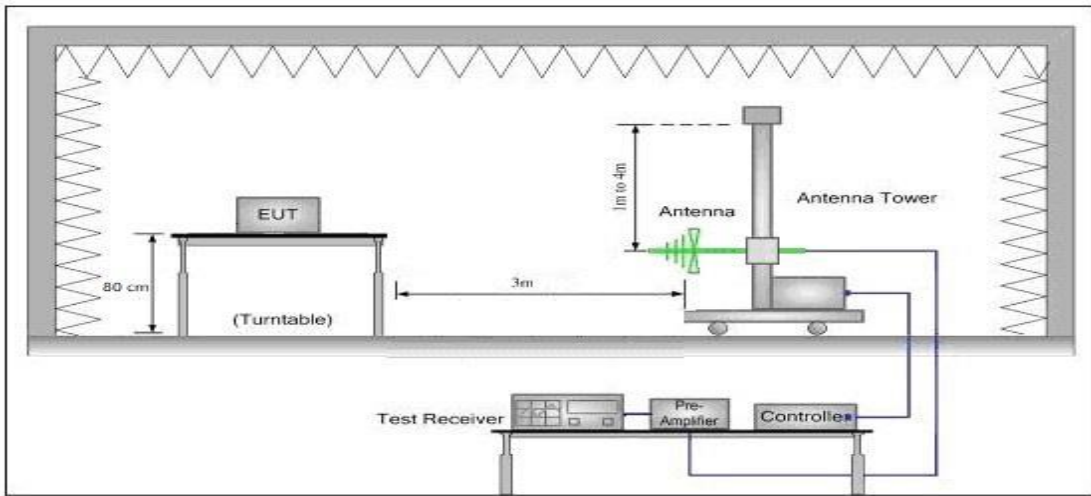 1m to 4m
Antenna
Antenna Tower
EUT
80 cm
3m
(Turntable)
Test Receiver
Pre-
Amplifier
Controller